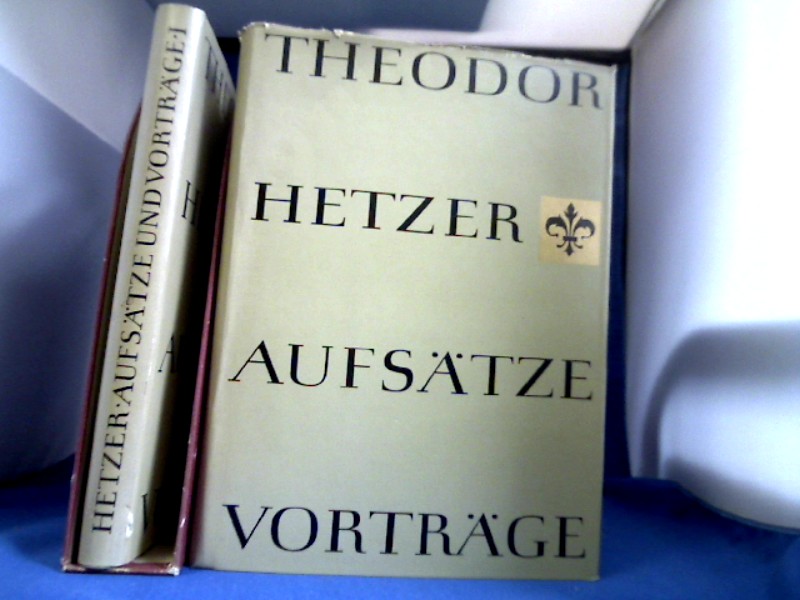 HETZER·AUFSÄTZE UND VORTRÄGE·I
THEODOR
HETZER
AUFSÄTZE
VORTRÄGE